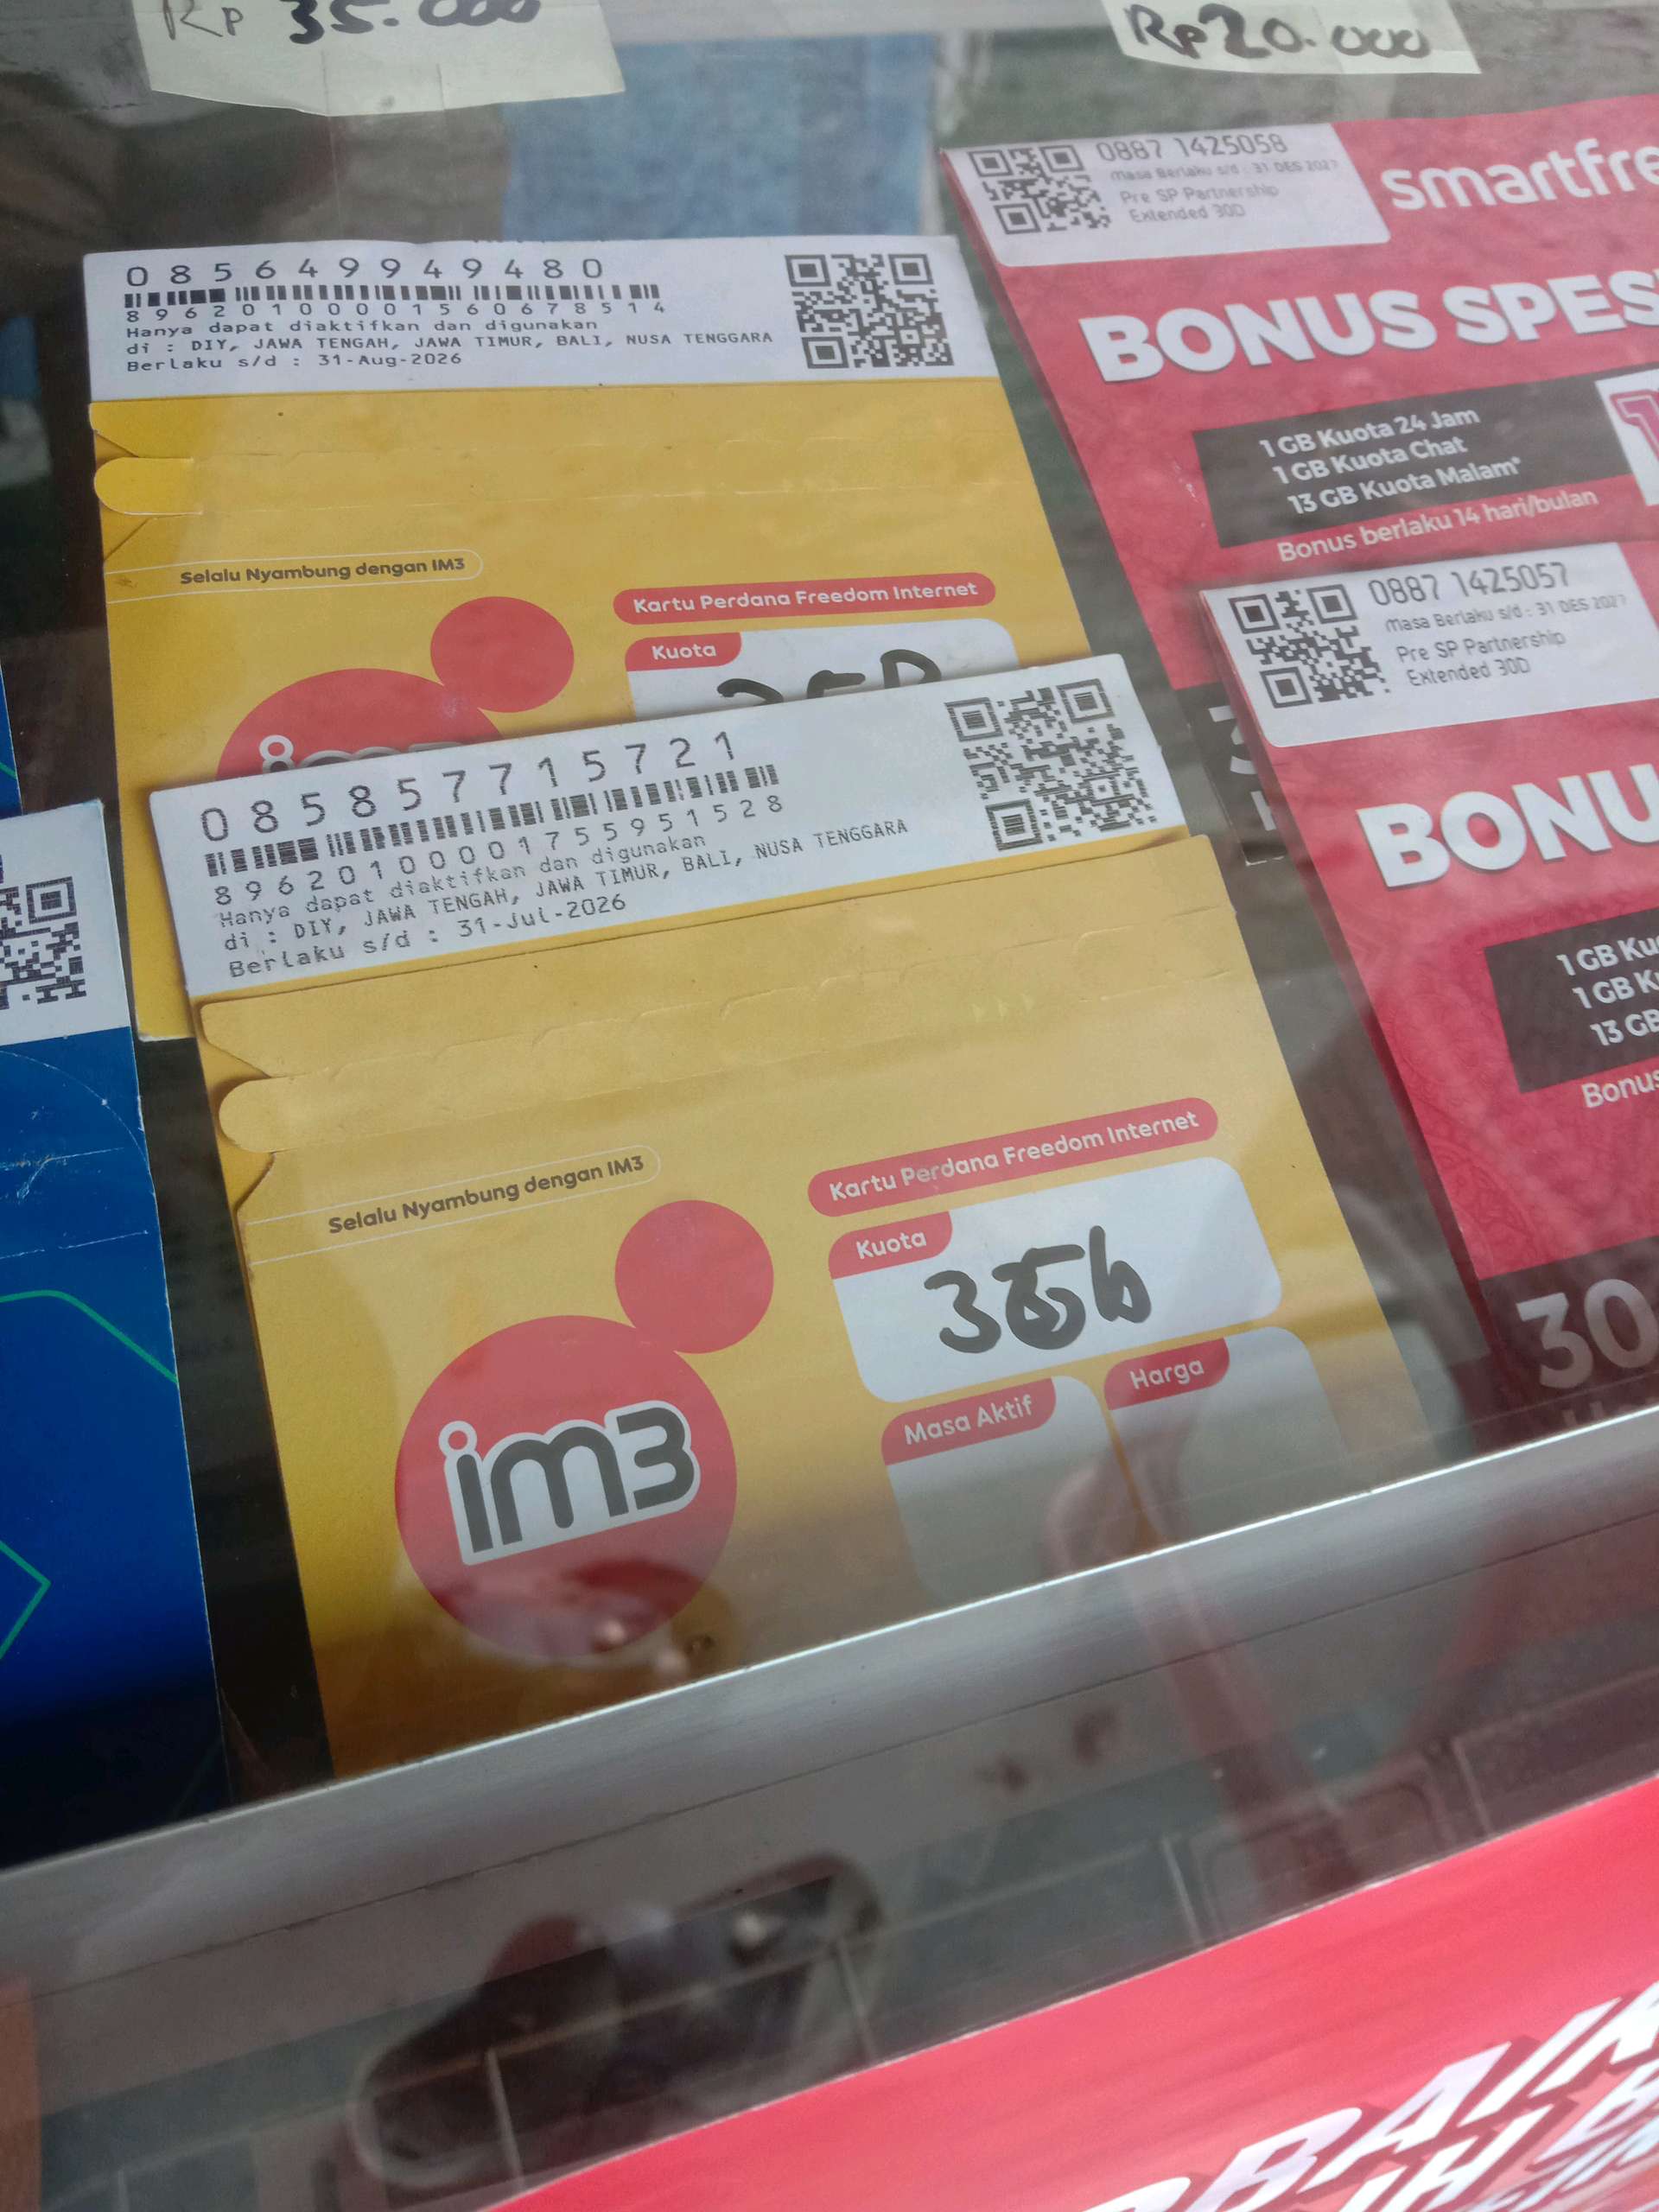 Rp 35.000
Rp 20.000
085649949480
8962010000156067851 4
Hanya dapat diaktifkan dan digunakan
di : DIY, JAWA TENGAH, JAWA TIMUR, BALI, NUSA TENGGARA
Berlaku s/d : 31-Aug-2026
Selalu Nyambung dengan IM3
Kartu Perdana Freedom Internet
Kuota
085857715721
8962010000175595 1528
Hanya dapat diaktifkan dan digunakan
di : DIY, JAWA TENGAH, JAWA TIMUR, BALI, NUSA TENGGARA
Berlaku s/d : 31-Jul-2026
Selalu Nyambung dengan IM3
Kartu Perdana Freedom Internet
Kuota
Masa Aktif
Harga
im3
0887 1425058
Masa Berlaku s/d : 31 DES 2027
Pre SP Partnership
Extended 30D
smartfre
BONUS SPES
1 GB Kuota 24 Jam
1 GB Kuota Chat
13 GB Kuota Malam*
Bonus berlaku 14 hari/bulan
0887 1425057
Masa Berlaku s/d : 31 DES 2027
Pre SP Partnership
Extended 30D
BONU
1 GB Ku
1 GB K
13 GB
Bonus
30